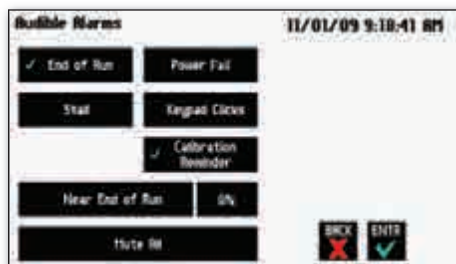 Audible Alarms 11/01/09 9:18:41 AM
✓ End of Run Power Fail
Stall Keypad Clicks
✓ Calibration
Reminder
Near End of Run 0%
Mute All
BACK ENTR